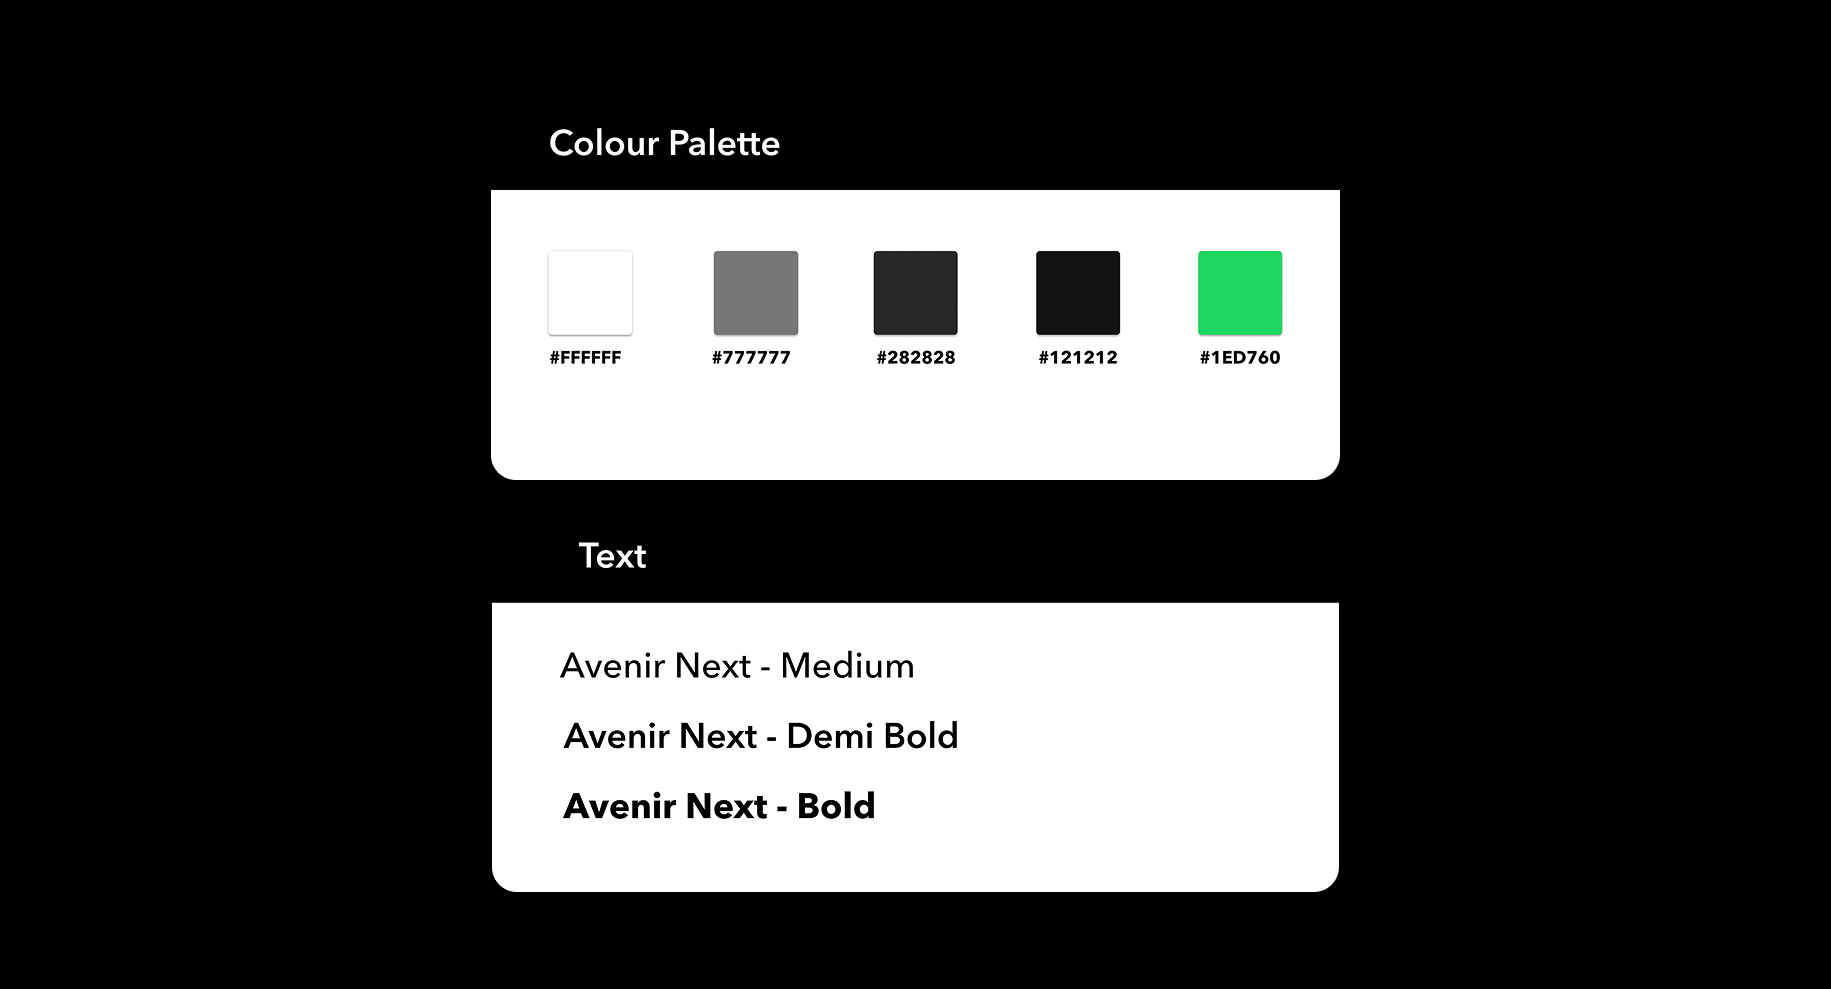 Colour Palette
#FFFFFF
#777777
#282828
#121212
#1ED760
Text
Avenir Next - Medium
Avenir Next - Demi Bold
Avenir Next - Bold